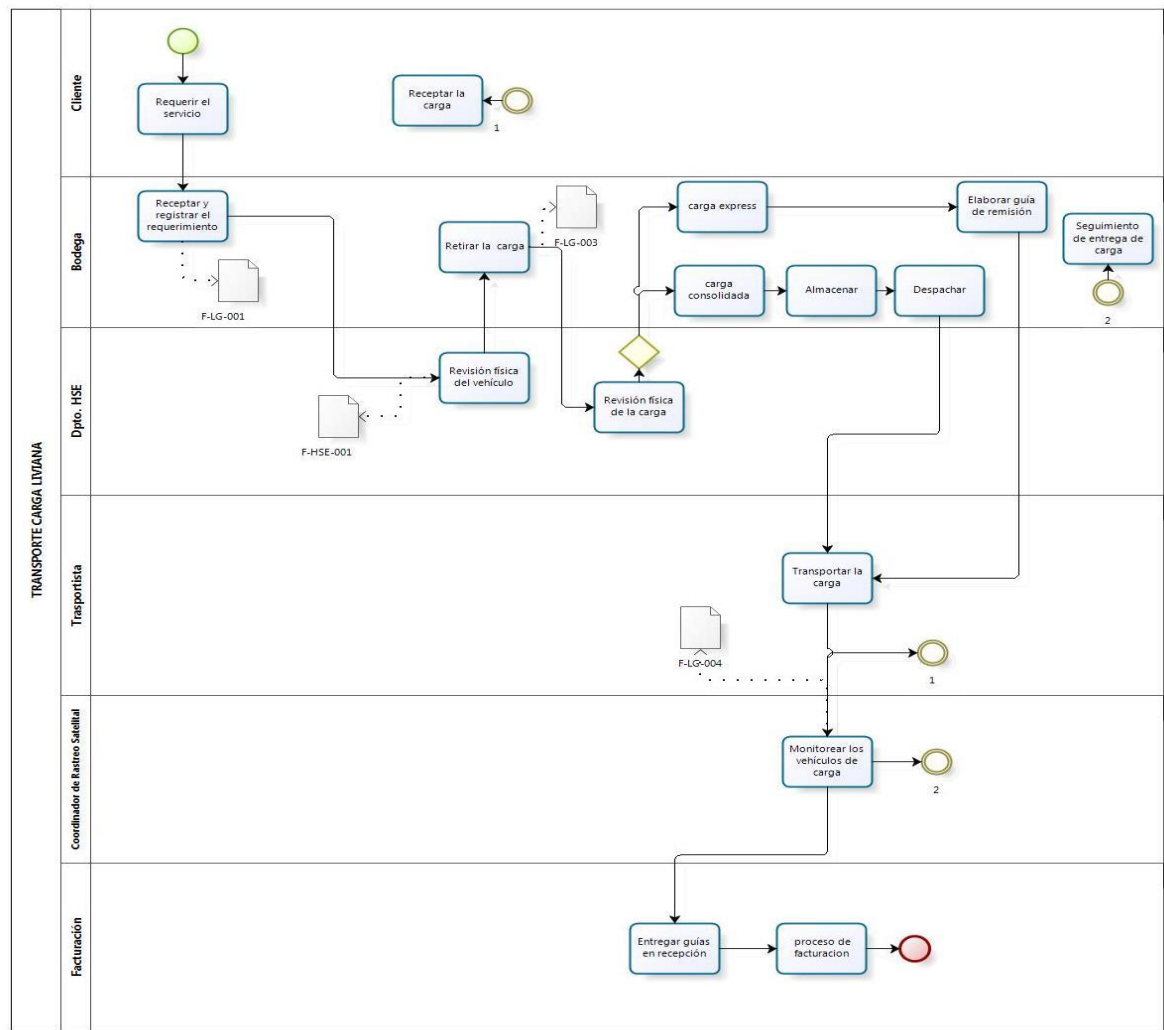 TRANSPORTE CARGA LIVIANA
Cliente
Requerir el
servicio
Receptar la
carga
1
Bodega
Receptar y
registrar el
requerimiento
F-LG-001
Retirar la carga
F-LG-003
carga express
Elaborar guía
de remisión
Seguimiento
de entrega de
carga
carga
consolidada
Almacenar
Despachar
2
Dpto. HSE
Revisión física
del vehículo
F-HSE-001
Revisión física
de la carga
Trasportista
Transportar la
carga
F-LG-004
1
Coordinador de Rastreo Satelital
Monitorear los
vehículos de
carga
2
Facturación
Entregar guías
en recepción
proceso de
facturacion